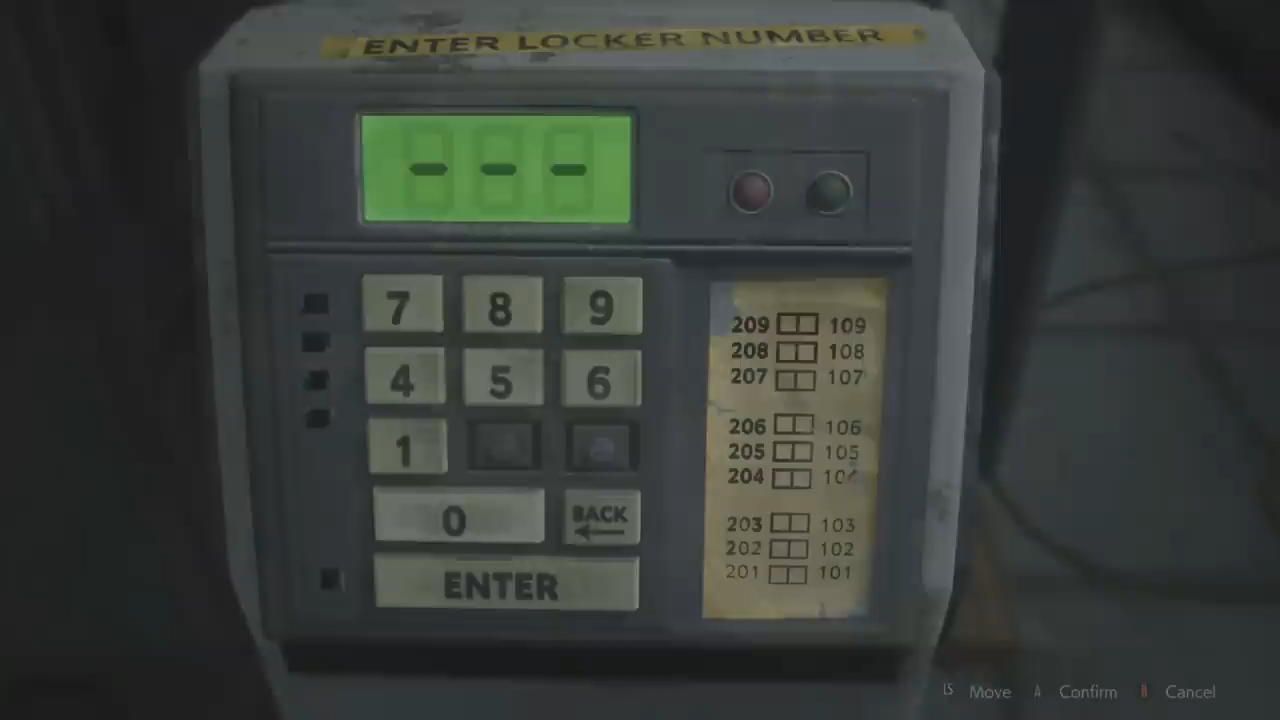 ENTER LOCKER NUMBER
- - -
7 8 9
4 5 6
1
0 BACK
ENTER
209 109
208 108
207 107
206 106
205 105
204 104
203 103
202 102
201 101
LS Move A Confirm B Cancel